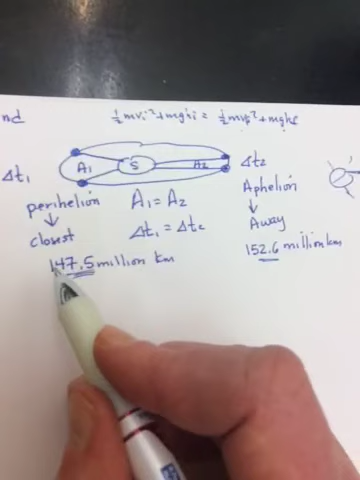 nd
½mvi² + mghi = ½mvf² + mghf
Δt1
A1
S
A2
Δt2
perihelion
closest
147.5 million km
A1 = A2
Δt1 = Δt2
Aphelion
Away
152.6 million km